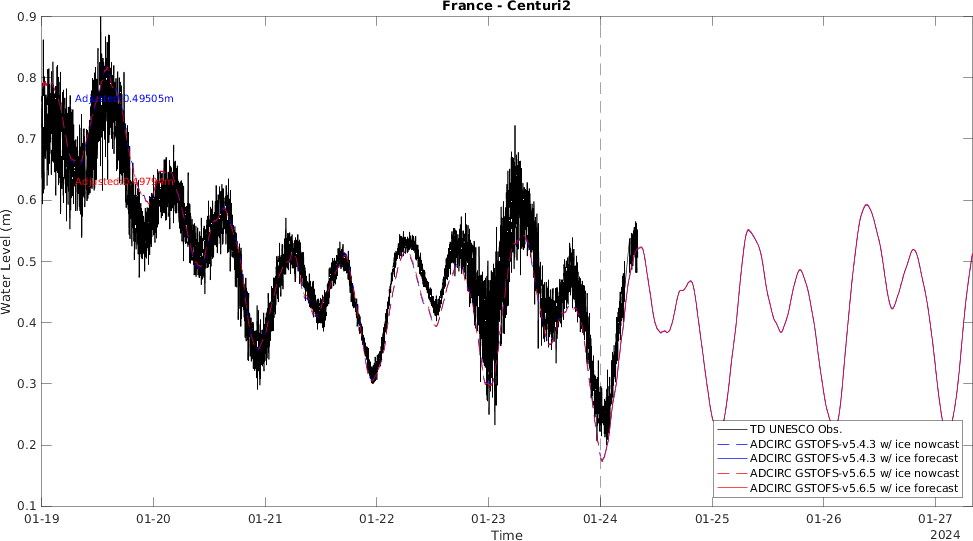 France - Centuri2
0.9
0.8
0.7
0.6
0.5
0.4
0.3
0.2
0.1
Water Level (m)
Adjusted 0.49505m
TD UNESCO Obs.
ADCIRC GSTOFS-v5.4.3 w/ ice nowcast
ADCIRC GSTOFS-v5.4.3 w/ ice forecast
ADCIRC GSTOFS-v5.6.5 w/ ice nowcast
ADCIRC GSTOFS-v5.6.5 w/ ice forecast
01-19 01-20 01-21 01-22 01-23 01-24 01-25 01-26 01-27
Time
2024